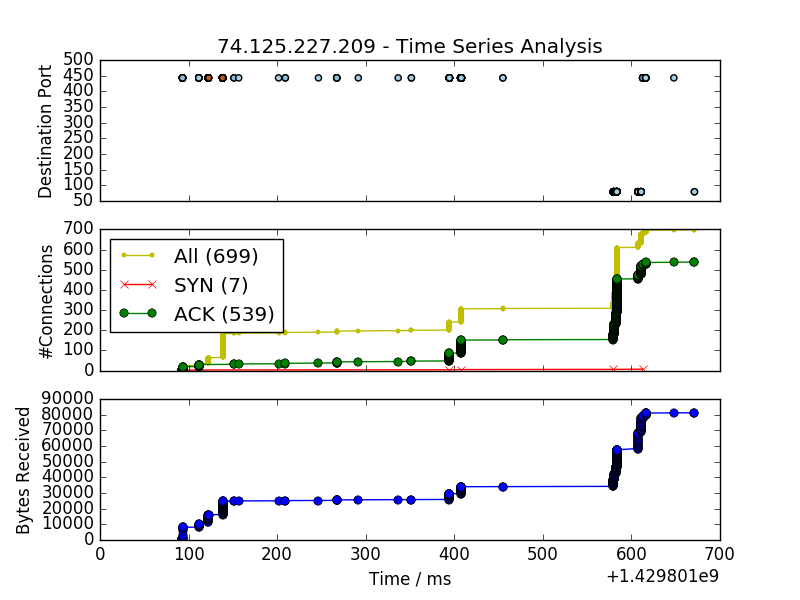 74.125.227.209 - Time Series Analysis
Destination Port
500
450
400
350
300
250
200
150
100
50
#Connections
700
600
500
400
300
200
100
0
All (699)
SYN (7)
ACK (539)
Bytes Received
90000
80000
70000
60000
50000
40000
30000
20000
10000
0
0 100 200 300 400 500 600 700
Time / ms
+1.429801e9